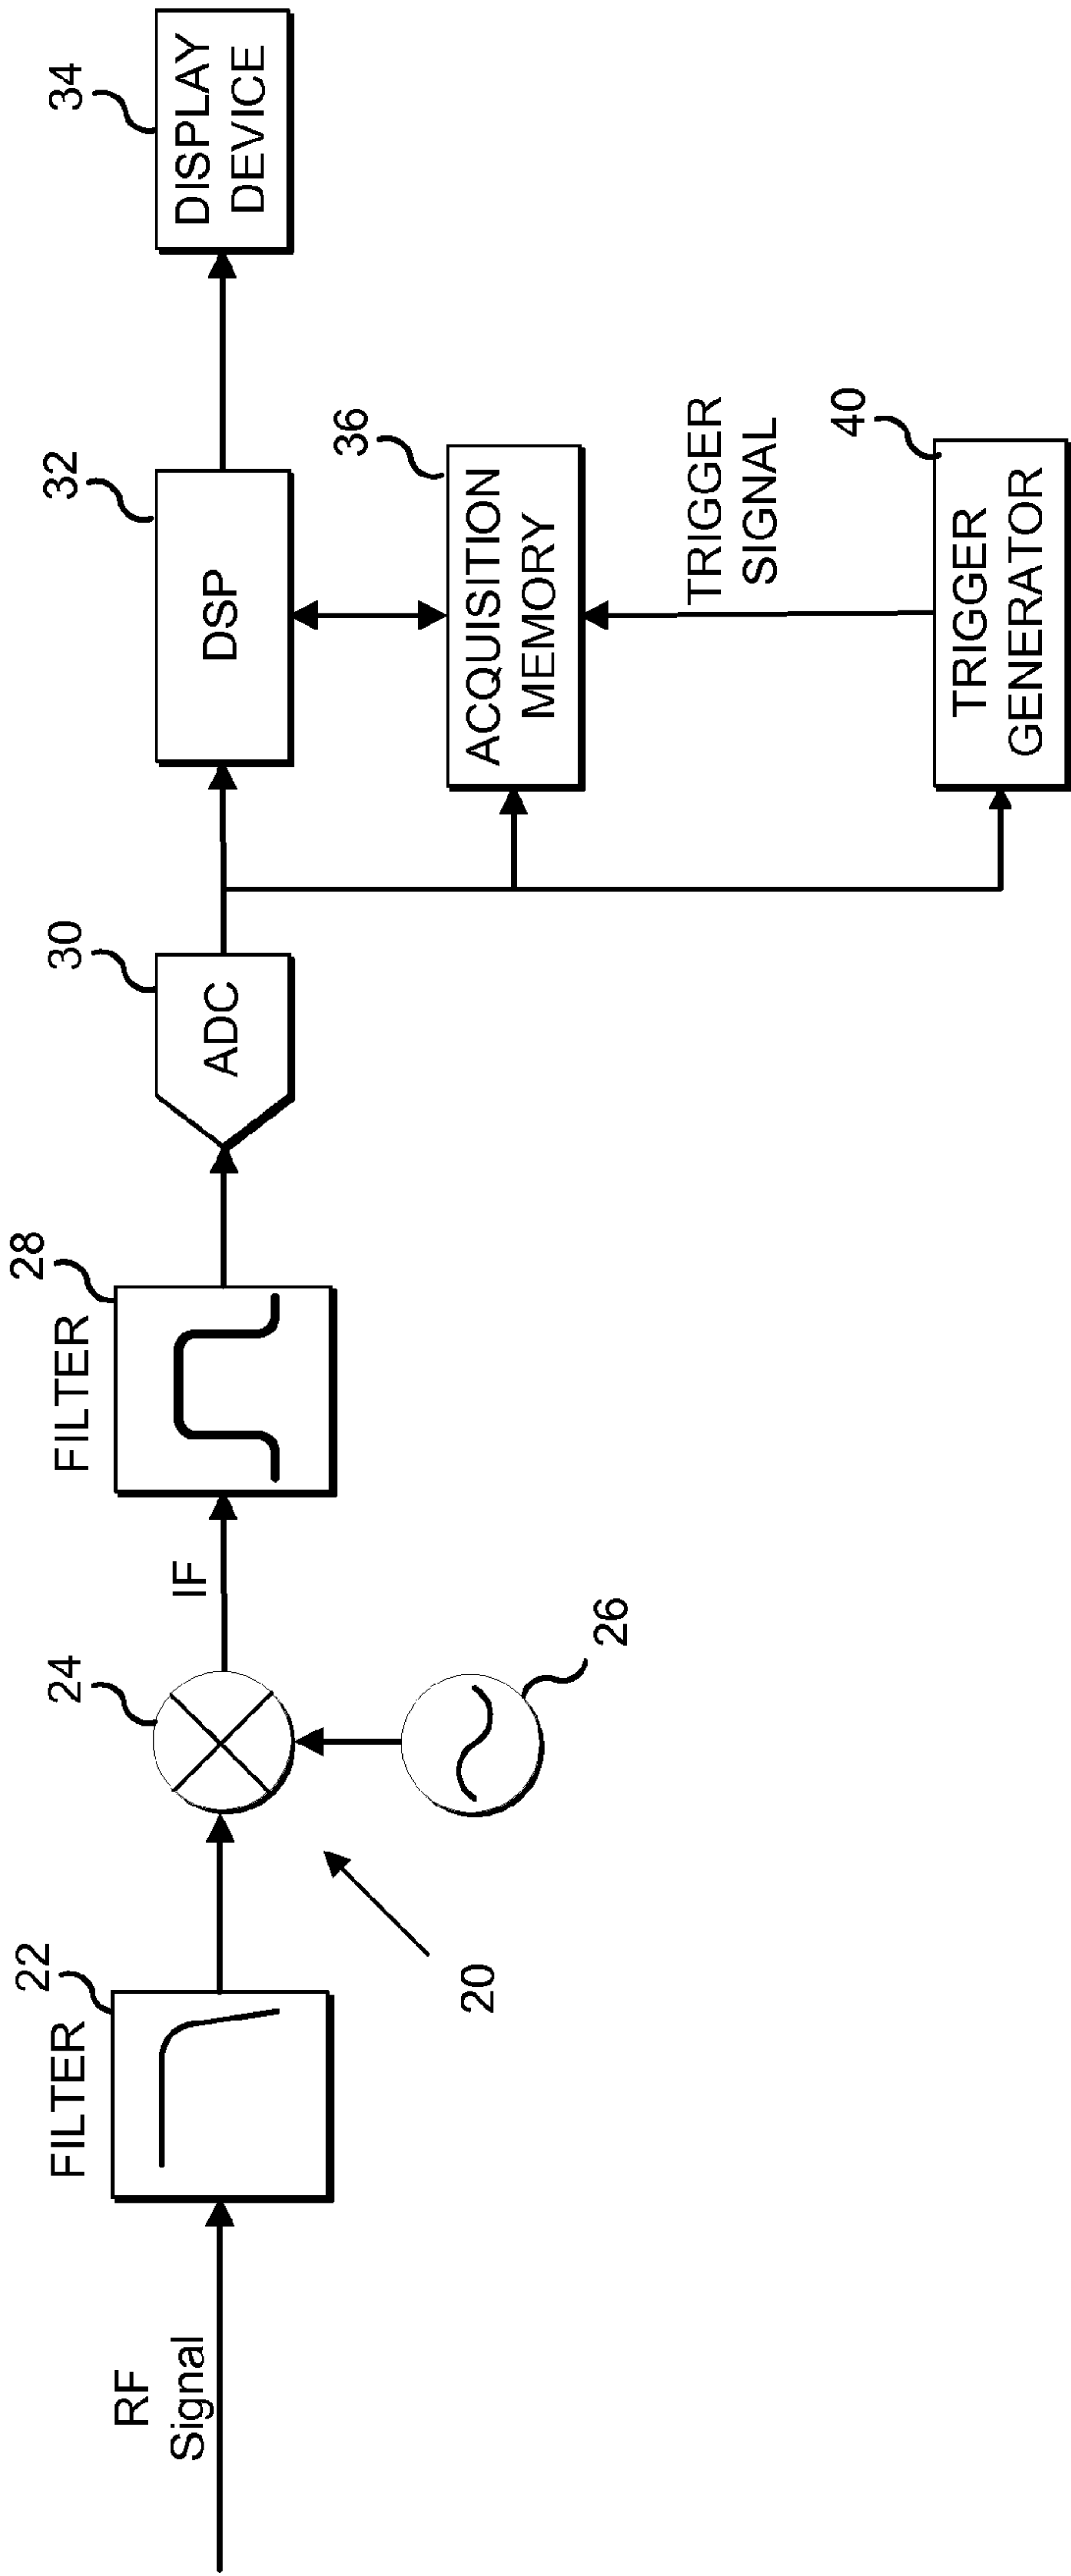 RF
Signal
FILTER
22
20
24
26
IF
FILTER
28
ADC
30
DSP
32
DISPLAY
DEVICE
34
ACQUISITION
MEMORY
36
TRIGGER
SIGNAL
TRIGGER
GENERATOR
40